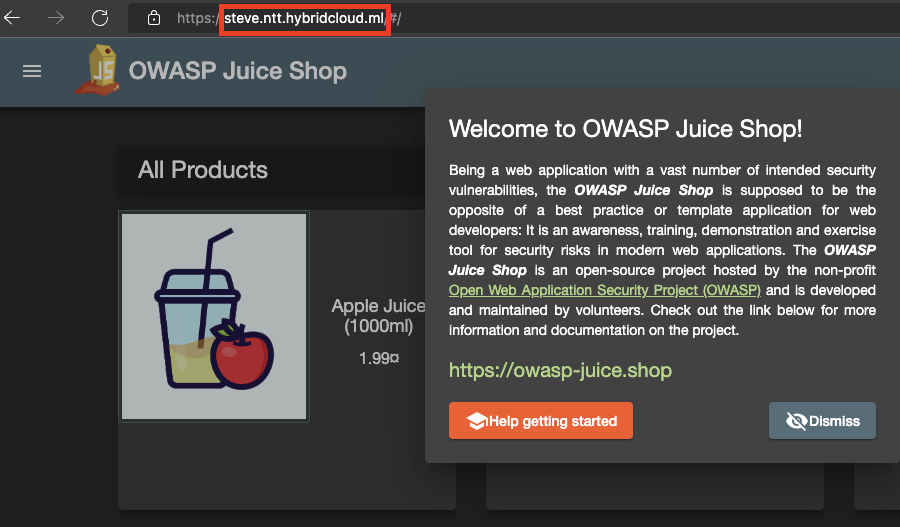 https://steve.ntt.hybridcloud.ml/#/
JS
OWASP Juice Shop
Welcome to OWASP Juice Shop!
Being a web application with a vast number of intended security
vulnerabilities, the OWASP Juice Shop is supposed to be the
opposite of a best practice or template application for web
developers: It is an awareness, training, demonstration and exercise
tool for security risks in modern web applications. The OWASP
Juice Shop is an open-source project hosted by the non-profit
Open Web Application Security Project (OWASP) and is developed
and maintained by volunteers. Check out the link below for more
information and documentation on the project.
https://owasp-juice.shop
Help getting started
Dismiss
All Products
Apple Juice
(1000ml)
1.99¤